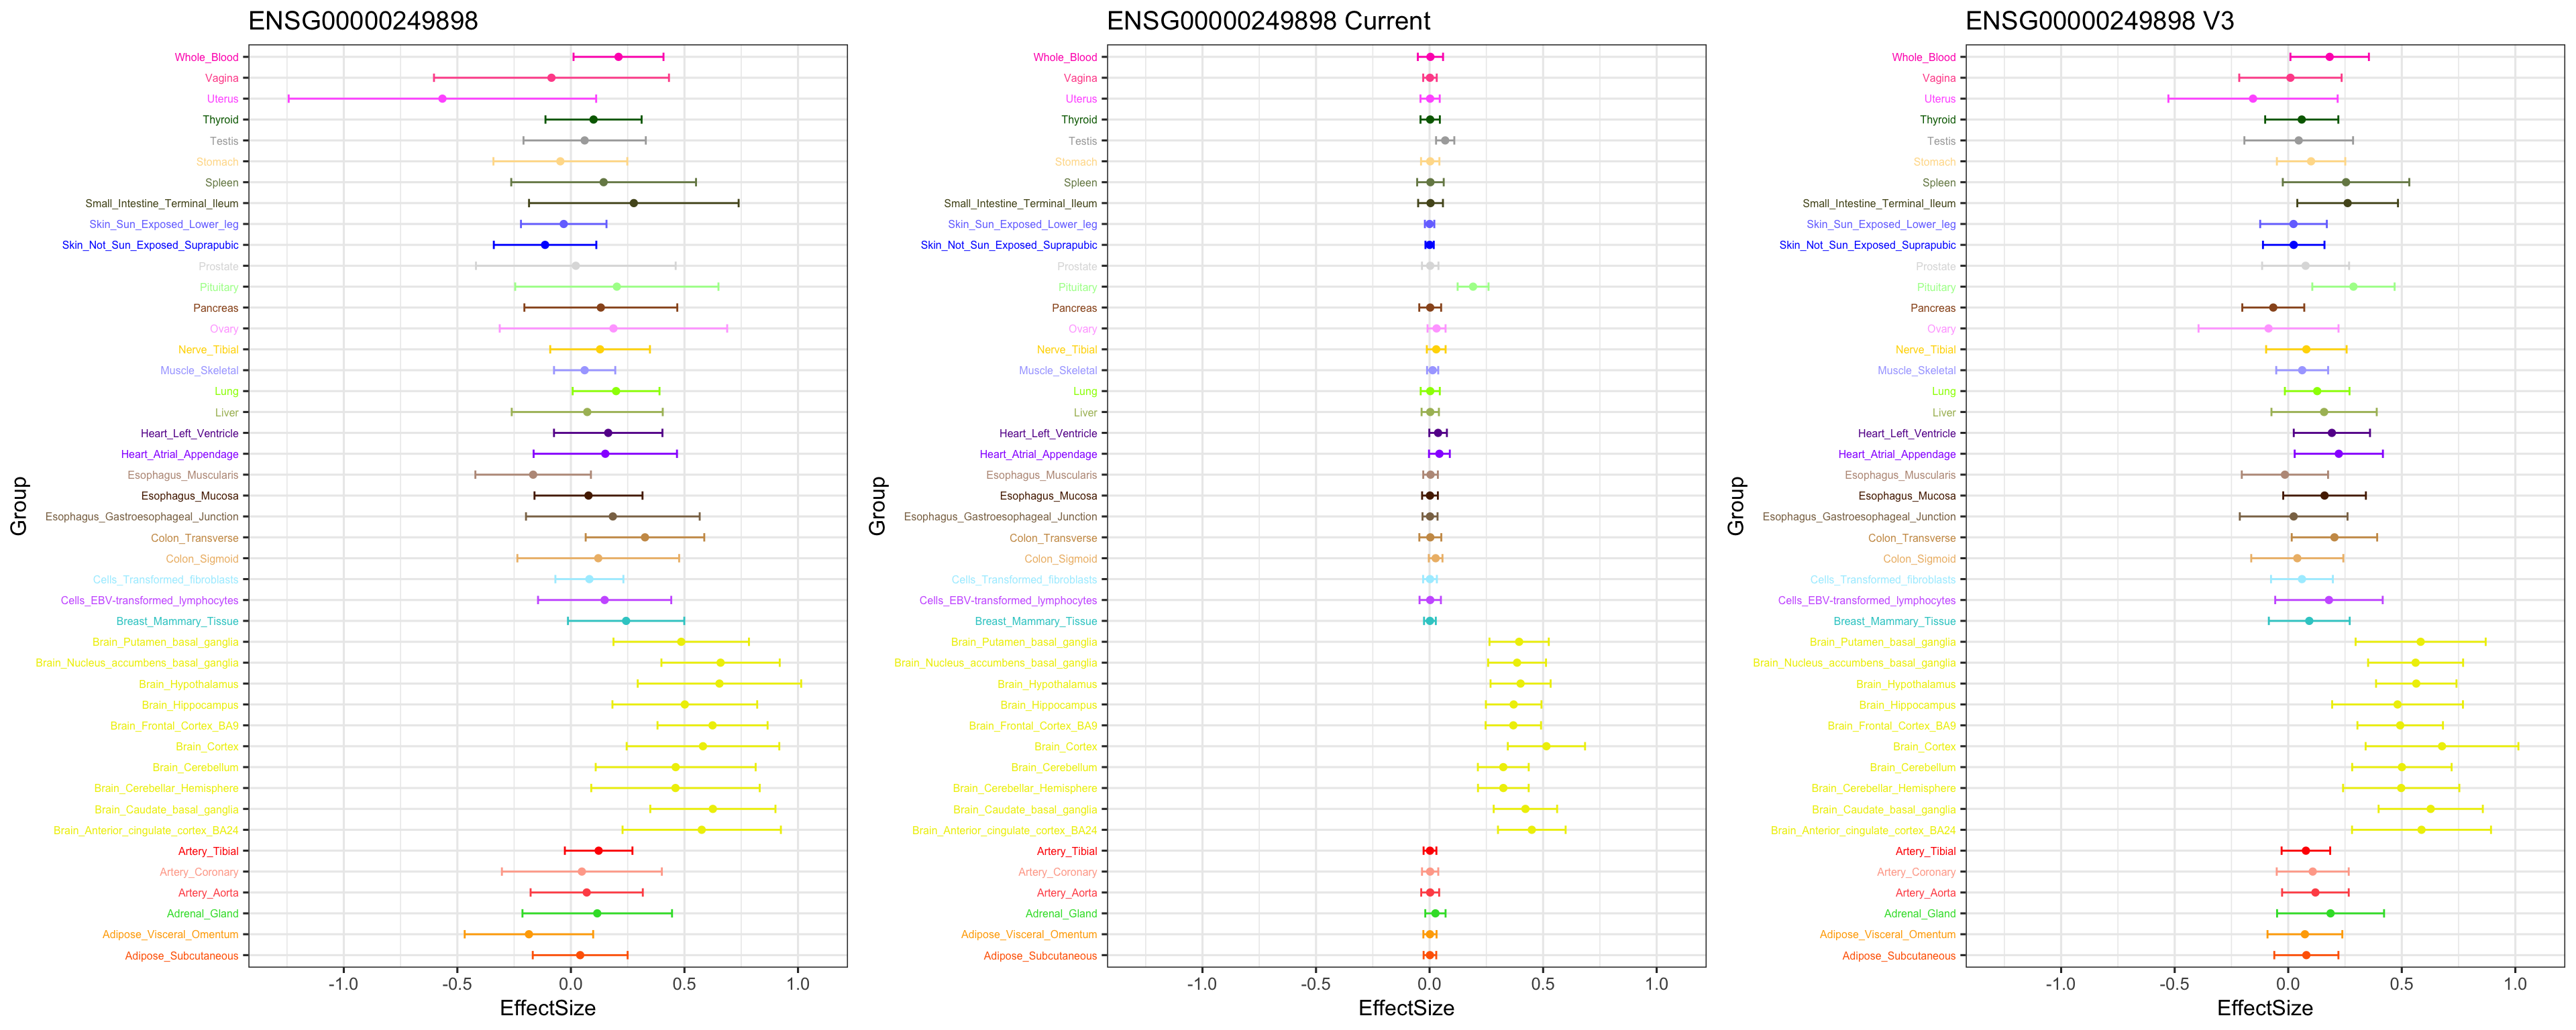 ENSG00000249898
Group
Whole_Blood
Vagina
Uterus
Thyroid
Testis
Stomach
Spleen
Small_Intestine_Terminal_Ileum
Skin_Sun_Exposed_Lower_leg
Skin_Not_Sun_Exposed_Suprapubic
Prostate
Pituitary
Pancreas
Ovary
Nerve_Tibial
Muscle_Skeletal
Lung
Liver
Heart_Left_Ventricle
Heart_Atrial_Appendage
Esophagus_Muscularis
Esophagus_Mucosa
Esophagus_Gastroesophageal_Junction
Colon_Transverse
Colon_Sigmoid
Cells_Transformed_fibroblasts
Cells_EBV-transformed_lymphocytes
Breast_Mammary_Tissue
Brain_Putamen_basal_ganglia
Brain_Nucleus_accumbens_basal_ganglia
Brain_Hypothalamus
Brain_Hippocampus
Brain_Frontal_Cortex_BA9
Brain_Cortex
Brain_Cerebellum
Brain_Cerebellar_Hemisphere
Brain_Caudate_basal_ganglia
Brain_Anterior_cingulate_cortex_BA24
Artery_Tibial
Artery_Coronary
Artery_Aorta
Adrenal_Gland
Adipose_Visceral_Omentum
Adipose_Subcutaneous
-1.0 -0.5 0.0 0.5 1.0
EffectSize
ENSG00000249898 Current
Group
Whole_Blood
Vagina
Uterus
Thyroid
Testis
Stomach
Spleen
Small_Intestine_Terminal_Ileum
Skin_Sun_Exposed_Lower_leg
Skin_Not_Sun_Exposed_Suprapubic
Prostate
Pituitary
Pancreas
Ovary
Nerve_Tibial
Muscle_Skeletal
Lung
Liver
Heart_Left_Ventricle
Heart_Atrial_Appendage
Esophagus_Muscularis
Esophagus_Mucosa
Esophagus_Gastroesophageal_Junction
Colon_Transverse
Colon_Sigmoid
Cells_Transformed_fibroblasts
Cells_EBV-transformed_lymphocytes
Breast_Mammary_Tissue
Brain_Putamen_basal_ganglia
Brain_Nucleus_accumbens_basal_ganglia
Brain_Hypothalamus
Brain_Hippocampus
Brain_Frontal_Cortex_BA9
Brain_Cortex
Brain_Cerebellum
Brain_Cerebellar_Hemisphere
Brain_Caudate_basal_ganglia
Brain_Anterior_cingulate_cortex_BA24
Artery_Tibial
Artery_Coronary
Artery_Aorta
Adrenal_Gland
Adipose_Visceral_Omentum
Adipose_Subcutaneous
-1.0 -0.5 0.0 0.5 1.0
EffectSize
ENSG00000249898 V3
Group
Whole_Blood
Vagina
Uterus
Thyroid
Testis
Stomach
Spleen
Small_Intestine_Terminal_Ileum
Skin_Sun_Exposed_Lower_leg
Skin_Not_Sun_Exposed_Suprapubic
Prostate
Pituitary
Pancreas
Ovary
Nerve_Tibial
Muscle_Skeletal
Lung
Liver
Heart_Left_Ventricle
Heart_Atrial_Appendage
Esophagus_Muscularis
Esophagus_Mucosa
Esophagus_Gastroesophageal_Junction
Colon_Transverse
Colon_Sigmoid
Cells_Transformed_fibroblasts
Cells_EBV-transformed_lymphocytes
Breast_Mammary_Tissue
Brain_Putamen_basal_ganglia
Brain_Nucleus_accumbens_basal_ganglia
Brain_Hypothalamus
Brain_Hippocampus
Brain_Frontal_Cortex_BA9
Brain_Cortex
Brain_Cerebellum
Brain_Cerebellar_Hemisphere
Brain_Caudate_basal_ganglia
Brain_Anterior_cingulate_cortex_BA24
Artery_Tibial
Artery_Coronary
Artery_Aorta
Adrenal_Gland
Adipose_Visceral_Omentum
Adipose_Subcutaneous
-1.0 -0.5 0.0 0.5 1.0
EffectSize